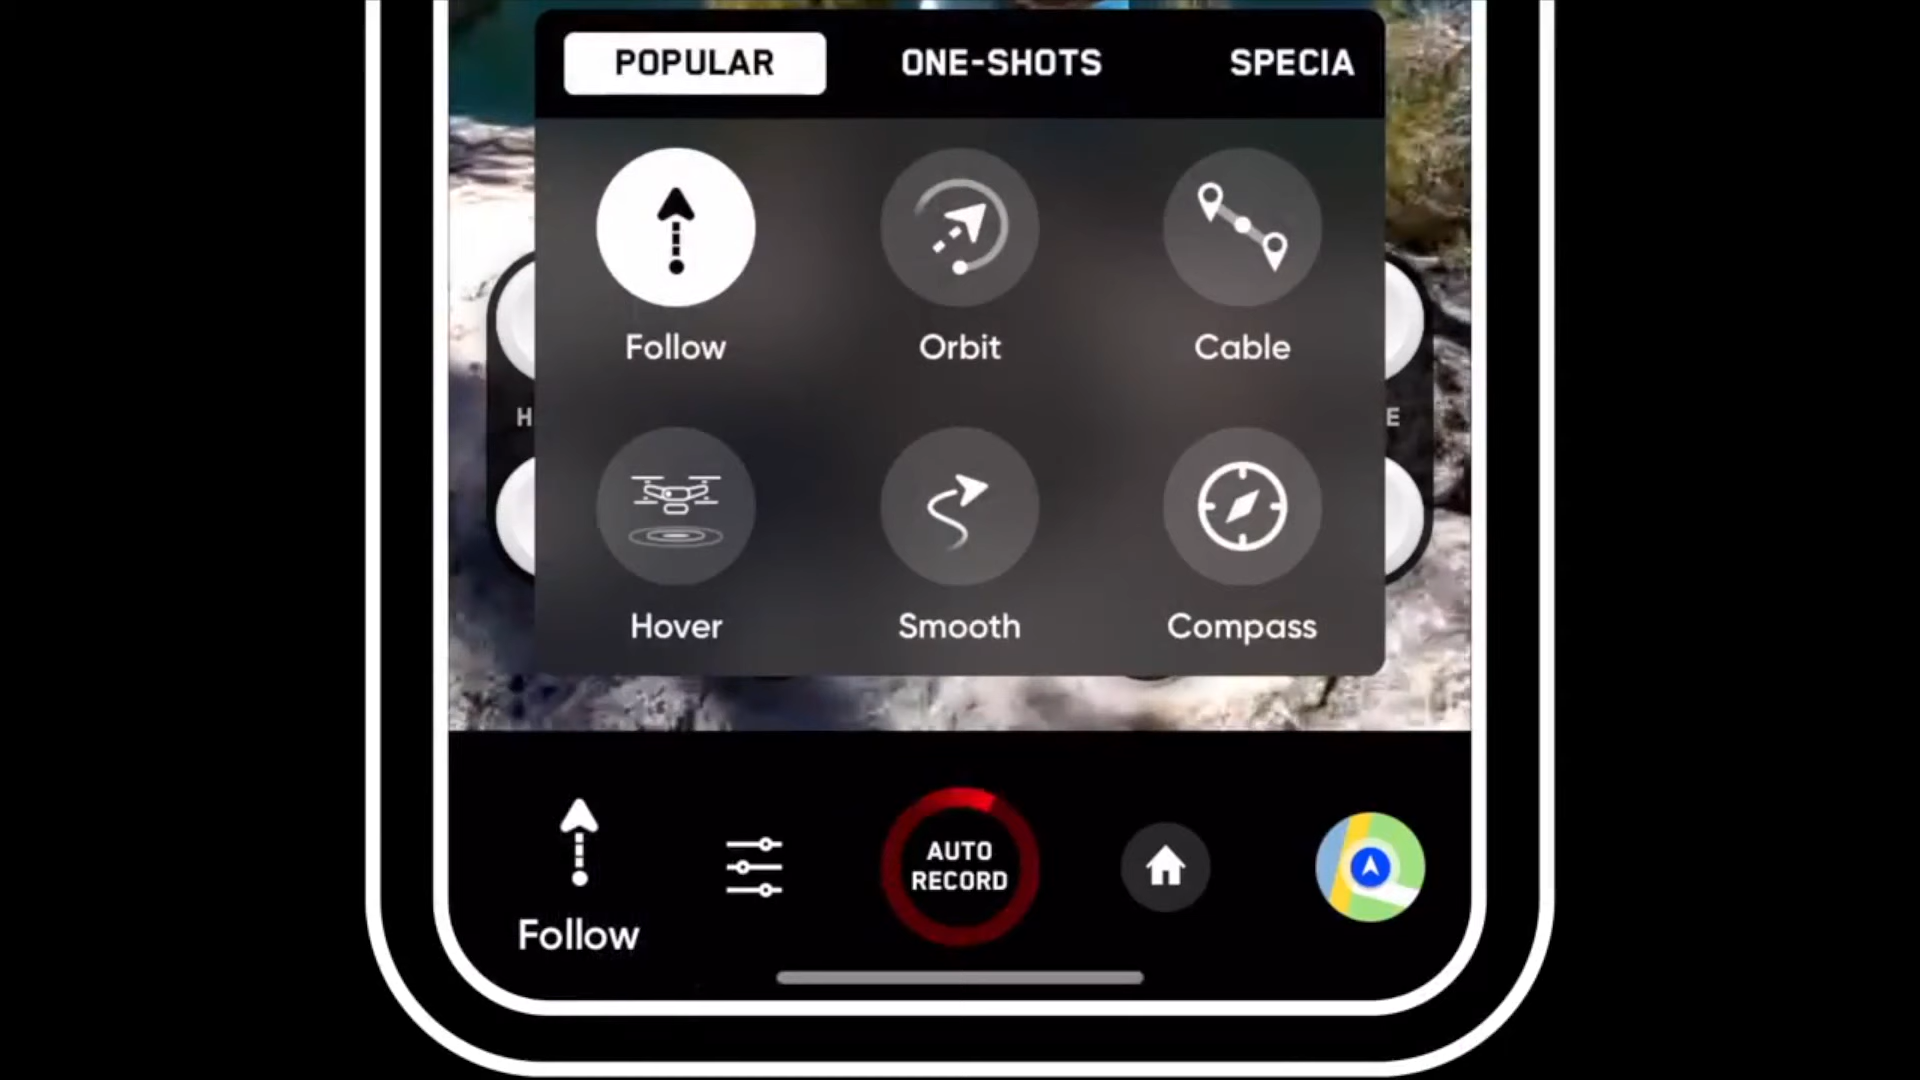 POPULAR ONE-SHOTS SPECIA
Follow Orbit Cable
H E
Hover Smooth Compass
AUTO
RECORD
Follow